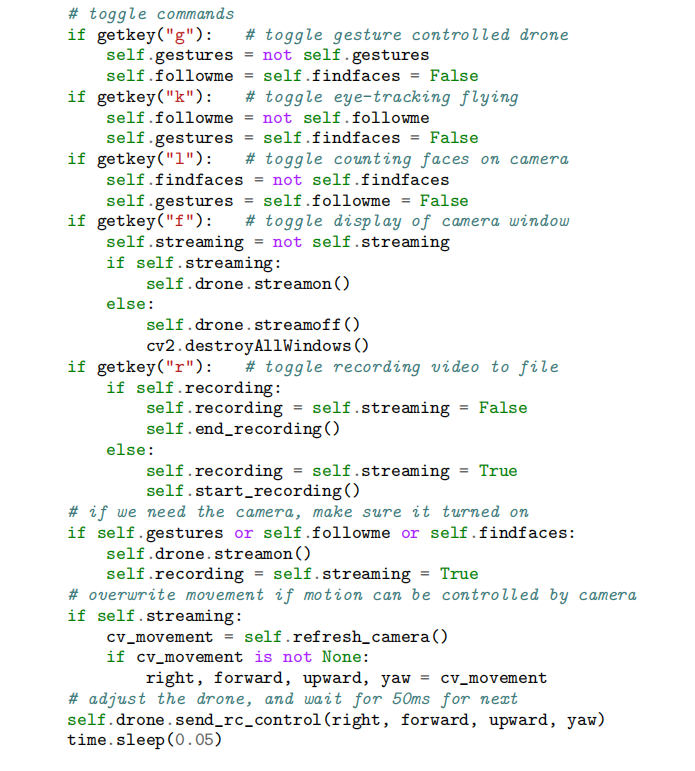 # toggle commands
if getkey("g"):   # toggle gesture controlled drone
    self.gestures = not self.gestures
    self.followme = self.findfaces = False
if getkey("k"):   # toggle eye-tracking flying
    self.followme = not self.followme
    self.gestures = self.findfaces = False
if getkey("l"):   # toggle counting faces on camera
    self.findfaces = not self.findfaces
    self.gestures = self.followme = False
if getkey("f"):   # toggle display of camera window
    self.streaming = not self.streaming
    if self.streaming:
        self.drone.streamon()
    else:
        self.drone.streamoff()
        cv2.destroyAllWindows()
if getkey("r"):   # toggle recording video to file
    if self.recording:
        self.recording = self.streaming = False
        self.end_recording()
    else:
        self.recording = self.streaming = True
        self.start_recording()
# if we need the camera, make sure it turned on
if self.gestures or self.followme or self.findfaces:
    self.drone.streamon()
    self.recording = self.streaming = True
# overwrite movement if motion can be controlled by camera
if self.streaming:
    cv_movement = self.refresh_camera()
    if cv_movement is not None:
        right, forward, upward, yaw = cv_movement
# adjust the drone, and wait for 50ms for next
self.drone.send_rc_control(right, forward, upward, yaw)
time.sleep(0.05)